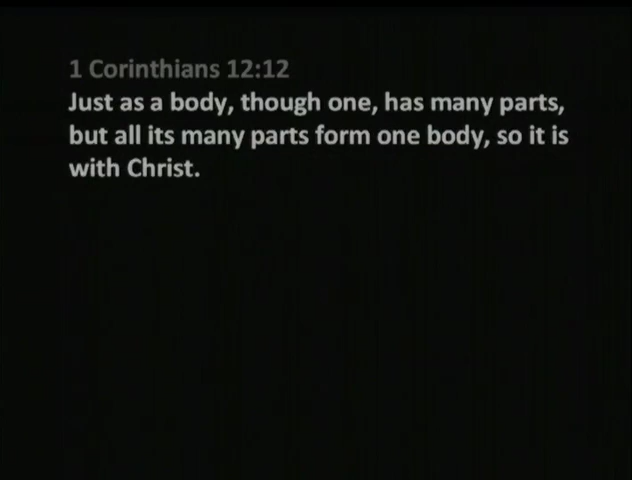 1 Corinthians 12:12
Just as a body, though one, has many parts,
but all its many parts form one body, so it is
with Christ.